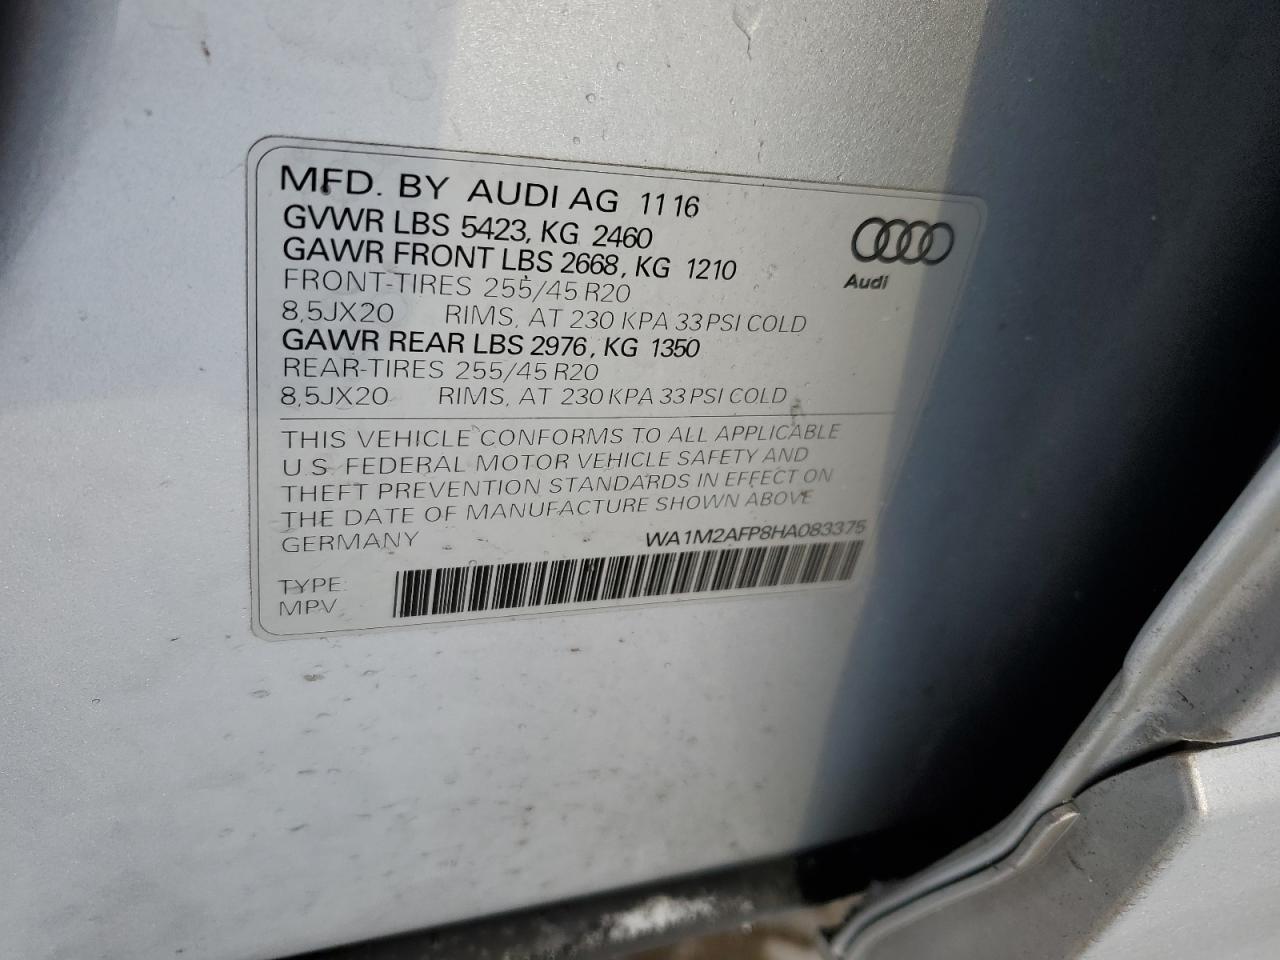 MFD. BY AUDI AG 11 16
GVWR LBS 5423, KG 2460
GAWR FRONT LBS 2668, KG 1210
FRONT-TIRES 255/45 R20
8,5JX20 RIMS, AT 230 KPA 33 PSI COLD
GAWR REAR LBS 2976, KG 1350
REAR-TIRES 255/45 R20
8,5JX20 RIMS, AT 230 KPA 33 PSI COLD
Audi
THIS VEHICLE CONFORMS TO ALL APPLICABLE
U.S. FEDERAL MOTOR VEHICLE SAFETY AND
THEFT PREVENTION STANDARDS IN EFFECT ON
THE DATE OF MANUFACTURE SHOWN ABOVE
GERMANY WA1M2AFP8HA083375
TYPE:
MPV